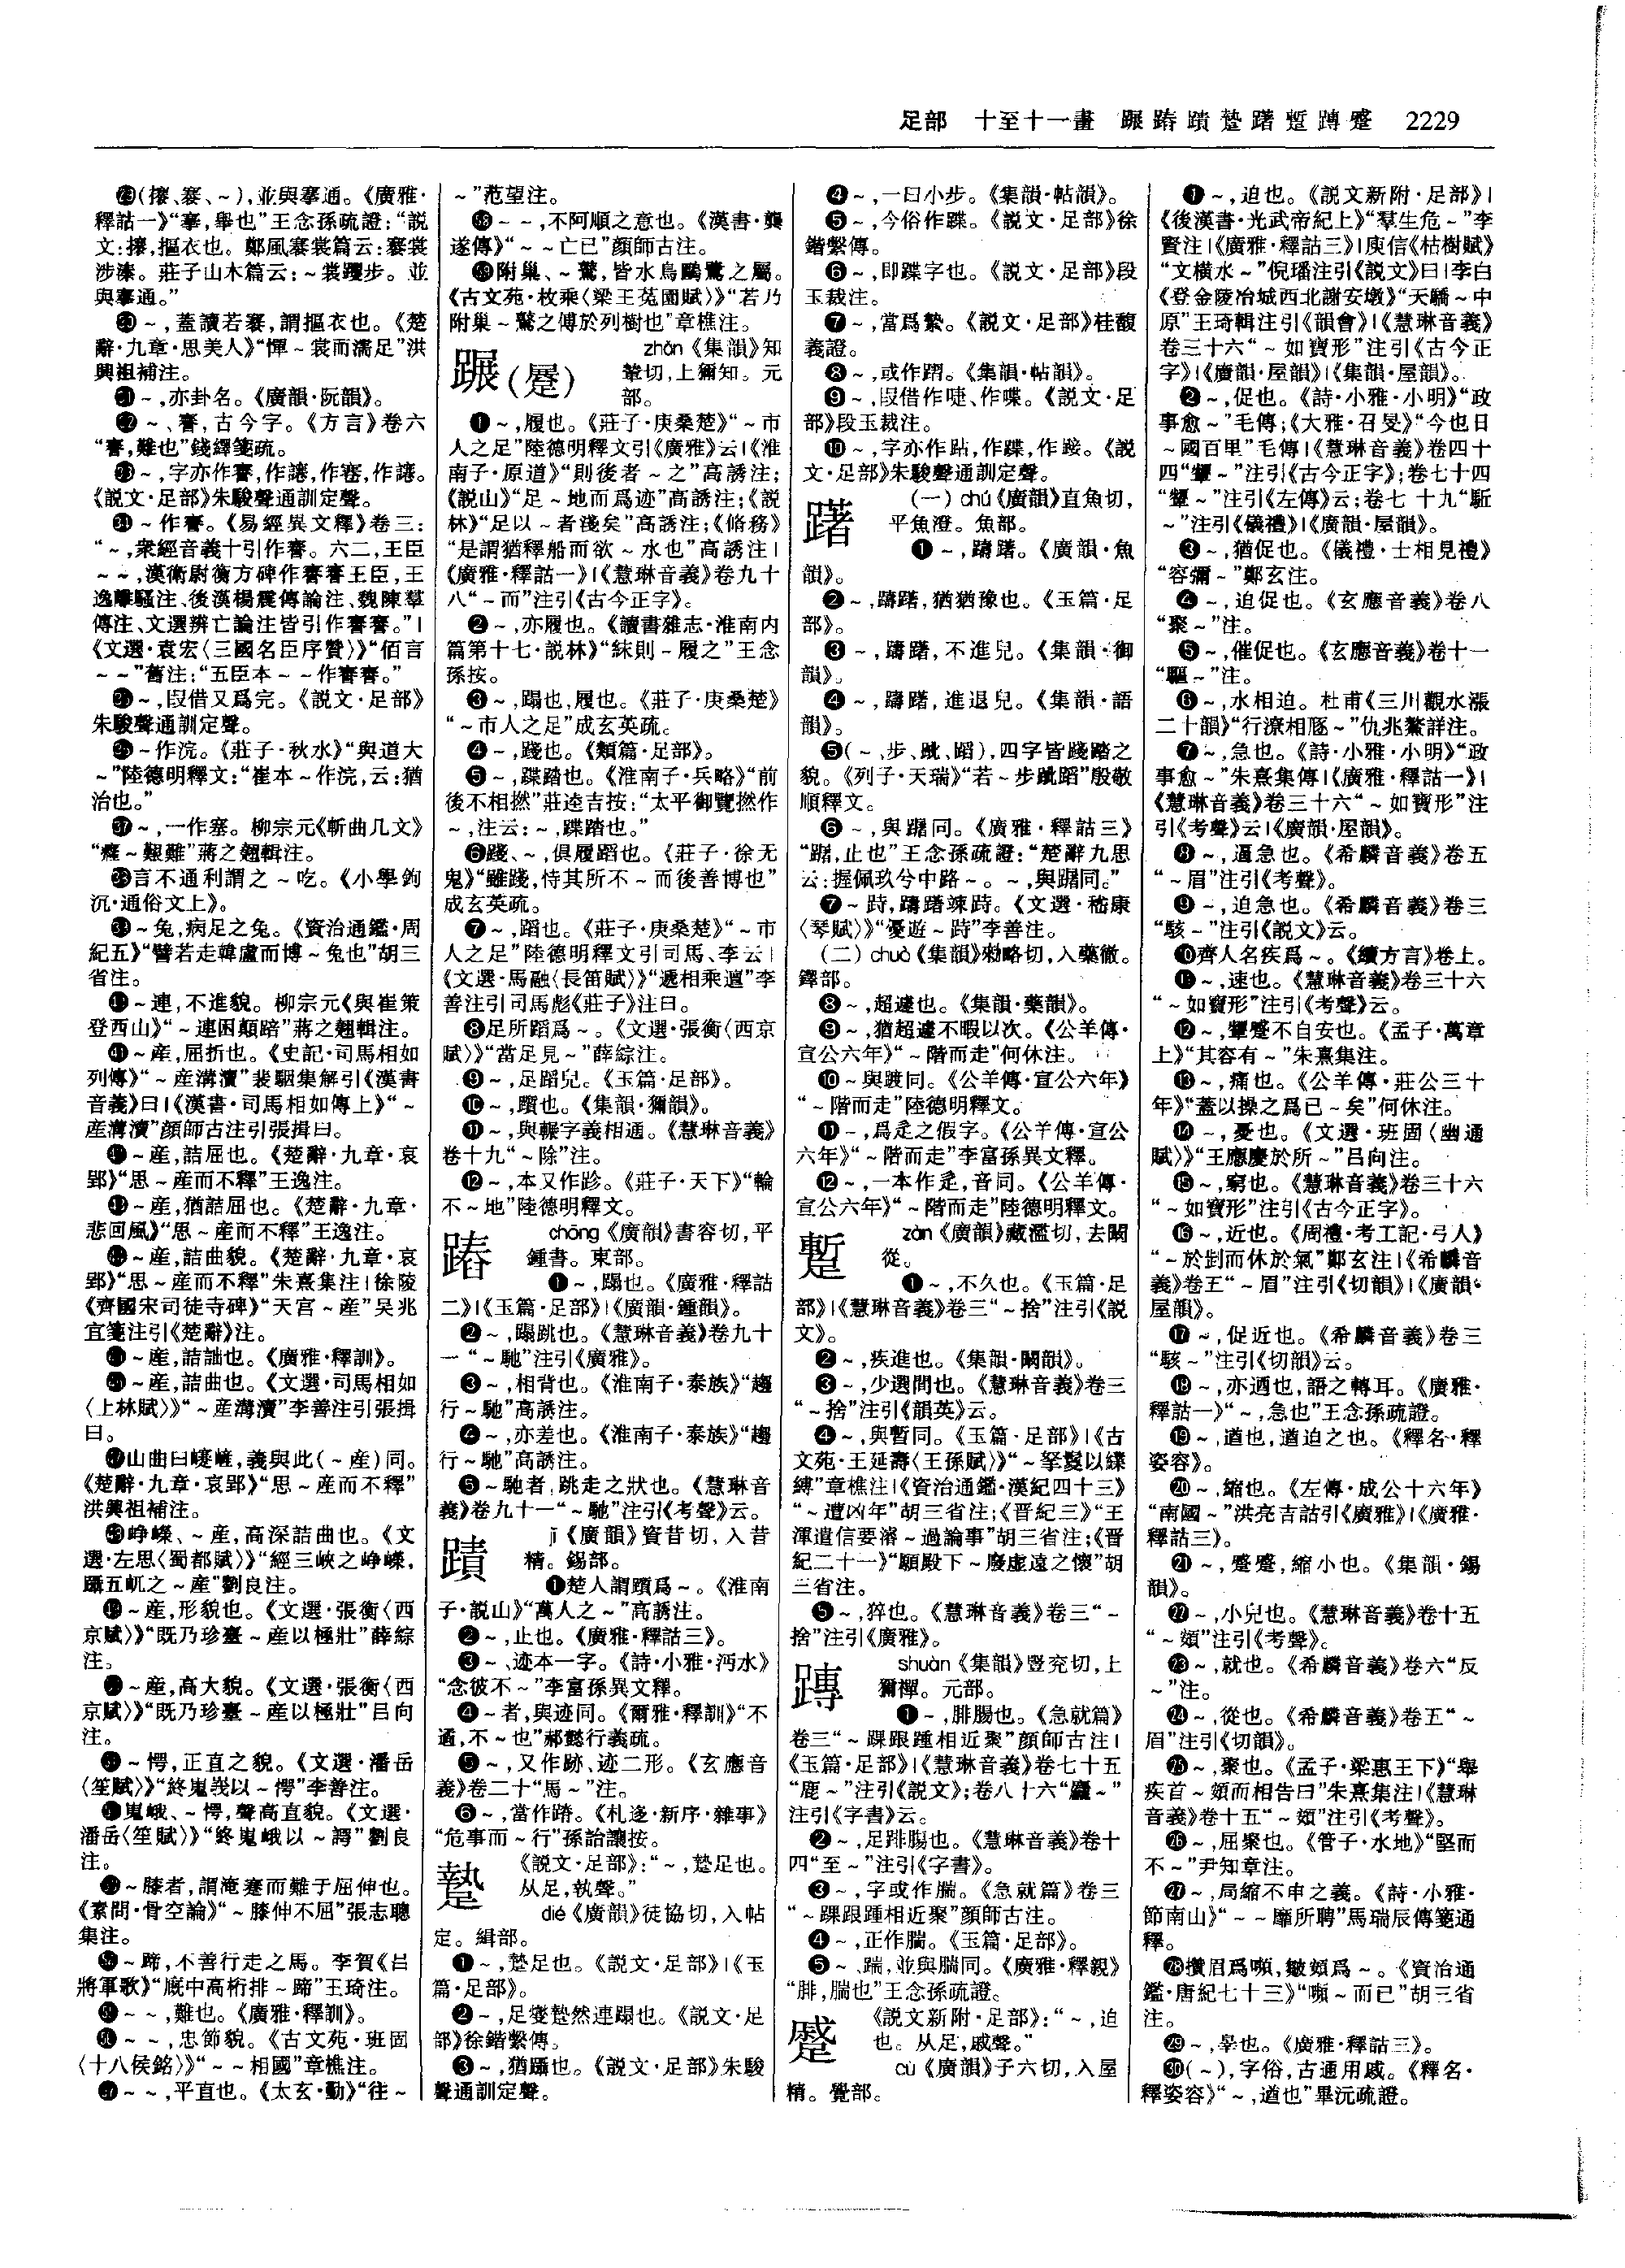 足部　十至十一畫　蹍蹖蹟蟄躇蹔蹲蹙　2229
㉙(攓、褰、~),並與搴通。《廣雅·
釋詁一》“搴,舉也”王念孫疏證:“説
文:攓,摳衣也。鄭風褰裳篇云:褰裳
涉溱。莊子山木篇云:~裳躩步。並
與搴通。”
㉚~,蓋讀若褰,謂摳衣也。《楚
辭·九章·思美人》“憚~裳而濡足”洪
興祖補注。
㉛~,亦卦名。《廣韻·阮韻》。
㉜~、謇,古今字。《方言》卷六
“謇,難也”錢繹箋疏。
㉝~,字亦作謇,作讓,作蹇,作讓。
《説文·足部》朱駿聲通訓定聲。
㉞~作謇。《易經異文釋》卷三:
“~,衆經音義十引作謇。六二,王臣
~~,漢衛尉衡方碑作謇謇王臣,王
逸離騷注、後漢楊震傳論注、魏陳羣
傳注、文選辨亡論注皆引作謇謇。”|
《文選·袁宏〈三國名臣序贊〉》“佰言
~~”舊注:“五臣本~~作謇謇。”
㉟~,叚借又爲完。《説文·足部》
朱駿聲通訓定聲。
㊱~作浣。《莊子·秋水》“與道大
~”陸德明釋文:“崔本~作浣,云:猶
洽也。”
㊲~,一作塞。柳宗元《斬曲几文》
“癃~艱難”蔣之翹輯注。
㊳言不通利謂之~吃。《小學鉤
沉·通俗文上》。
㊴~兔,病足之兔。《資治通鑑·周
紀五》“譬若走韓盧而博~兔也”胡三
省注。
㊵~連,不進貌。柳宗元《與崔策
登西山》“~連困顛踣”蔣之翹輯注。
㊶~産,屈折也。《史記·司馬相如
列傳》“~産溝瀆”裴駰集解引《漢書
音義》曰|《漢書·司馬相如傳上》“~
産溝瀆”顔師古注引張揖曰。
㊷~産,詰屈也。《楚辭·九章·哀
郢》“思~産而不釋”王逸注。
㊸~産,猶詰屈也。《楚辭·九章·
悲回風》“思~産而不釋”王逸注。
㊹~産,詰曲貌。《楚辭·九章·哀
郢》“思~産而不釋”朱熹集注|徐陵
《齊國宋司徒寺碑》“天宫~産”吴兆
宜箋注引《楚辭》注。
㊺~産,詰詘也。《廣雅·釋訓》。
㊻~産,詰曲也。《文選·司馬相如
〈上林賦〉》“~産溝瀆”李善注引張揖
曰。
㊼山曲曰嵼嵼,義與此(~産)同。
《楚辭·九章·哀郢》“思~産而不釋”
洪興祖補注。
㊽崢嶸、~産,高深詰曲也。《文
選·左思〈蜀都賦〉》“經三峽之崢嶸,
躡五屼之~産”劉良注。
㊾~産,形貌也。《文選·張衡〈西
京賦〉》“既乃珍臺~産以極壯”薛綜
注。
㊿~産,高大貌。《文選·張衡〈西
京賦〉》“既乃珍臺~産以極壯”吕向
注。
~愕,正直之貌。《文選·潘岳
〈笙賦〉》“終嵬峩以~愕”李善注。
嵬峨、~愕,聲高直貌。《文選·
潘岳〈笙賦〉》“終嵬峨以~諤”劉良
注。
~膝者,謂淹蹇而難于屈伸也。
《素問·骨空論》“~膝伸不屈”張志聰
集注。
~蹄,不善行走之馬。李賀《吕
將軍歌》“厩中高桁排~蹄”王琦注。
~~,難也。《廣雅·釋訓》。
~~,忠節貌。《古文苑·班固
〈十八侯銘〉》“~~相國”章樵注。
~~,平直也。《太玄·勤》“往~
~”范望注。
~~,不阿順之意也。《漢書·龔
遂傳》“~~亡已”顔師古注。
附巢、~鷔,皆水鳥鷗鷺之屬。
《古文苑·枚乘〈梁王菟園賦〉》“若乃
附巢~鷔之傅於列樹也”章樵注。
蹍(屧)　zhǎn《集韻》知
輦切,上獮知。元
部。
❶~,履也。《莊子·庚桑楚》“~市
人之足”陸德明釋文引《廣雅》云|《淮
南子·原道》“則後者~之”高誘注;
《説山》“足~地而爲迹”高誘注;《説
林》“足以~者淺矣”高誘注;《脩務》
“是謂猶釋船而欲~水也”高誘注|
《廣雅·釋詁一》|《慧琳音義》卷九十
八“~而”注引《古今正字》。
❷~,亦履也。《讀書雜志·淮南内
篇第十七·説林》“䋲則~履之”王念
孫按。
❸~,蹋也,履也。《莊子·庚桑楚》
“~市人之足”成玄英疏。
❹~,踐也。《類篇·足部》。
❺~,蹀踏也。《淮南子·兵略》“前
後不相撚”莊逵吉按:“太平御覽撚作
~,注云:~,蹀踏也。”
❻踐、~,俱履蹈也。《莊子·徐无
鬼》“雖踐,恃其所不~而後善博也”
成玄英疏。
❼~,蹈也。《莊子·庚桑楚》“~市
人之足”陸德明釋文引司馬、李云|
《文選·馬融〈長笛賦〉》“遞相乘邅”李
善注引司馬彪《莊子》注曰。
❽足所蹈爲~。《文選·張衡〈西京
賦〉》“當足見~”薛綜注。
❾~,足蹈皃。《玉篇·足部》。
❿~,蹟也。《集韻·獮韻》。
⓫~,與輾字義相通。《慧琳音義》
卷十九“~除”注。
⓬~,本又作跈。《莊子·天下》“輪
不~地”陸德明釋文。
蹖　chōng《廣韻》書容切,平
鍾書。東部。
❶~,蹋也。《廣雅·釋詁
二》|《玉篇·足部》|《廣韻·鍾韻》。
❷~,蹋跳也。《慧琳音義》卷九十
一“~馳”注引《廣雅》。
❸~,相背也。《淮南子·泰族》“趨
行~馳”高誘注。
❹~,亦差也。《淮南子·泰族》“趨
行~馳”高誘注。
❺~馳者,跳走之狀也。《慧琳音
義》卷九十一“~馳”注引《考聲》云。
蹟　jī《廣韻》資昔切,入昔
精。錫部。
❶楚人謂躓爲~。《淮南
子·説山》“萬人之~”高誘注。
❷~,止也。《廣雅·釋詁三》。
❸~、迹本一字。《詩·小雅·沔水》
“念彼不~”李富孫異文釋。
❹~者,與迹同。《爾雅·釋訓》“不
遹,不~也”郝懿行義疏。
❺~,又作跡、迹二形。《玄應音
義》卷二十“馬~”注。
❻~,當作蹐。《札迻·新序·雜事》
“危事而~行”孫詒讓按。
䠟　《説文·足部》:“~,䠟足也。
从足,執聲。”
dié《廣韻》徒協切,入帖
定。緝部。
❶~,䠟足也。《説文·足部》|《玉
篇·足部》。
❷~,足㚇䠟然連蹋也。《説文·足
部》徐鍇繫傳。
❸~,猶躡也。《説文·足部》朱駿
聲通訓定聲。
❹~,一曰小步。《集韻·帖韻》。
❺~,今俗作蹀。《説文·足部》徐
鍇繫傳。
❻~,即蹀字也。《説文·足部》段
玉裁注。
❼~,當爲縶。《説文·足部》桂馥
義證。
❽~,或作蹹。《集韻·帖韻》。
❾~,叚借作啑、作喋。《説文·足
部》段玉裁注。
❿~,字亦作跕,作蹀,作踥。《説
文·足部》朱駿聲通訓定聲。
躇　(一)chú《廣韻》直魚切,
平魚澄。魚部。
❶~,躊躇。《廣韻·魚
韻》。
❷~,躊躇,猶猶豫也。《玉篇·足
部》。
❸~,躊躇,不進皃。《集韻·御
韻》。
❹~,躊躇,進退皃。《集韻·語
韻》。
❺(~、步、跐、蹈),四字皆踐踏之
貌。《列子·天瑞》“若~步跐蹈”殷敬
順釋文。
❻~,與躇同。《廣雅·釋詁三》
“躇,止也”王念孫疏證:“楚辭九思
云:握佩玖兮中路~。~,與躇同。”
❼~跱,躊躇竦跱。《文選·嵇康
〈琴賦〉》“優遊~跱”李善注。
(二)chuò《集韻》敕略切,入藥徹。
鐸部。
❽~,超遽也。《集韻·藥韻》。
❾~,猶超遽不暇以次。《公羊傳·
宣公六年》“~階而走”何休注。
❿~與踱同。《公羊傳·宣公六年》
“~階而走”陸德明釋文。
⓫~,爲辵之假字。《公羊傳·宣公
六年》“~階而走”李富孫異文釋。
⓬~,一本作辵,音同。《公羊傳·
宣公六年》“~階而走”陸德明釋文。
蹔　zàn《廣韻》藏濫切,去闞
從。
❶~,不久也。《玉篇·足
部》|《慧琳音義》卷三“~捨”注引《説
文》。
❷~,疾進也。《集韻·闞韻》。
❸~,少選間也。《慧琳音義》卷三
“~捨”注引《韻英》云。
❹~,與暫同。《玉篇·足部》|《古
文苑·王延壽〈王孫賦〉》“~拏鬉以緤
縛”章樵注|《資治通鑑·漢紀四十三》
“~遭凶年”胡三省注;《晉紀三》“王
渾遣信要濬~過論事”胡三省注;《晉
紀二十一》“願殿下~廢虚遠之懷”胡
三省注。
❺~,猝也。《慧琳音義》卷三“~
捨”注引《廣雅》。
䠋　shuàn《集韻》豎兖切,上
獮禪。元部。
❶~,腓腸也。《急就篇》
卷三“~踝跟踵相近聚”顔師古注|
《玉篇·足部》|《慧琳音義》卷七十五
“鹿~”注引《説文》;卷八十六“麤~”
注引《字書》云。
❷~,足跸腸也。《慧琳音義》卷十
四“至~”注引《字書》。
❸~,字或作腨。《急就篇》卷三
“~踝跟踵相近聚”顔師古注。
❹~,正作腨。《玉篇·足部》。
❺~、踹,並與腨同。《廣雅·釋親》
“腓,腨也”王念孫疏證。
蹙　《説文新附·足部》:“~,迫
也。从足,戚聲。”
cù《廣韻》子六切,入屋
精。覺部。
❶~,迫也。《説文新附·足部》|
《後漢書·光武帝紀上》“羣生危~”李
賢注|《廣雅·釋詁三》|庾信《枯樹賦》
“文横水~”倪璠注引《説文》曰|李白
《登金陵冶城西北謝安墩》“天驕~中
原”王琦輯注引《韻會》|《慧琳音義》
卷三十六“~如寶形”注引《古今正
字》|《廣韻·屋韻》|《集韻·屋韻》。
❷~,促也。《詩·小雅·小明》“政
事愈~”毛傳;《大雅·召旻》“今也日
~國百里”毛傳|《慧琳音義》卷四十
四“顰~”注引《古今正字》;卷七十四
“顰~”注引《左傳》云;卷七十九“駈
~”注引《儀禮》|《廣韻·屋韻》。
❸~,猶促也。《儀禮·士相見禮》
“容彌~”鄭玄注。
❹~,迫促也。《玄應音義》卷八
“聚~”注。
❺~,催促也。《玄應音義》卷十一
“驅~”注。
❻~,水相迫。杜甫《三川觀水漲
二十韻》“行潦相豗~”仇兆鰲詳注。
❼~,急也。《詩·小雅·小明》“政
事愈~”朱熹集傳|《廣雅·釋詁一》|
《慧琳音義》卷三十六“~如寶形”注
引《考聲》云|《廣韻·屋韻》。
❽~,逼急也。《希麟音義》卷五
“~眉”注引《考聲》。
❾~,迫急也。《希麟音義》卷三
“駭~”注引《説文》云。
❿齊人名疾爲~。《續方言》卷上。
⓫~,速也。《慧琳音義》卷三十六
“~如寶形”注引《考聲》云。
⓬~,顰蹙不自安也。《孟子·萬章
上》“其容有~”朱熹集注。
⓭~,痛也。《公羊傳·莊公三十
年》“蓋以操之爲已~矣”何休注。
⓮~,憂也。《文選·班固〈幽通
賦〉》“王應慶於所~”吕向注。
⓯~,窮也。《慧琳音義》卷三十六
“~如寶形”注引《古今正字》。
⓰~,近也。《周禮·考工記·弓人》
“~於𠜾而休於氣”鄭玄注|《希麟音
義》卷五“~眉”注引《切韻》|《廣韻·
屋韻》。
⓱~,促近也。《希麟音義》卷三
“駭~”注引《切韻》云。
⓲~,亦遒也,語之轉耳。《廣雅·
釋詁一》“~,急也”王念孫疏證。
⓳~,遒也,遒迫之也。《釋名·釋
姿容》。
⓴~,縮也。《左傳·成公十六年》
“南國~”洪亮吉詁引《廣雅》|《廣雅·
釋詁三》。
㉑~,蹙蹙,縮小也。《集韻·錫
韻》。
㉒~,小皃也。《慧琳音義》卷十五
“~頞”注引《考聲》。
㉓~,就也。《希麟音義》卷六“反
~”注。
㉔~,從也。《希麟音義》卷五“~
眉”注引《切韻》。
㉕~,聚也。《孟子·梁惠王下》“舉
疾首~頞而相告曰”朱熹集注|《慧琳
音義》卷十五“~頞”注引《考聲》。
㉖~,屈聚也。《管子·水地》“堅而
不~”尹知章注。
㉗~,局縮不申之義。《詩·小雅·
節南山》“~~靡所聘”馬瑞辰傳箋通
釋。
㉘攢眉爲嚬,皺頞爲~。《資治通
鑑·唐紀七十三》“嚬~而已”胡三省
注。
㉙~,辠也。《廣雅·釋詁三》。
㉚(~),字俗,古通用戚。《釋名·
釋姿容》“~,遒也”畢沅疏證。